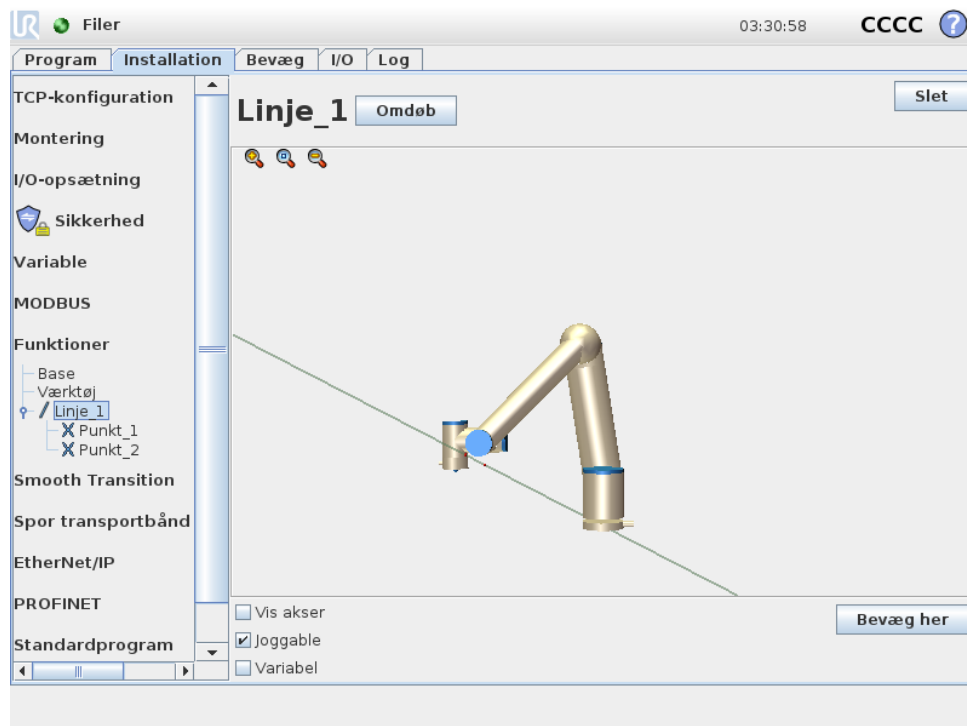 UR Filer 03:30:58 CCCC ?
Program Installation Bevæg I/O Log
TCP-konfiguration
Montering
I/O-opsætning
Sikkerhed
Variable
MODBUS
Funktioner
Base
Værktøj
Linje_1
Punkt_1
Punkt_2
Smooth Transition
Spor transportbånd
EtherNet/IP
PROFINET
Standardprogram
Linje_1 Omdøb Slet
Vis akser
Joggable
Variabel
Bevæg her